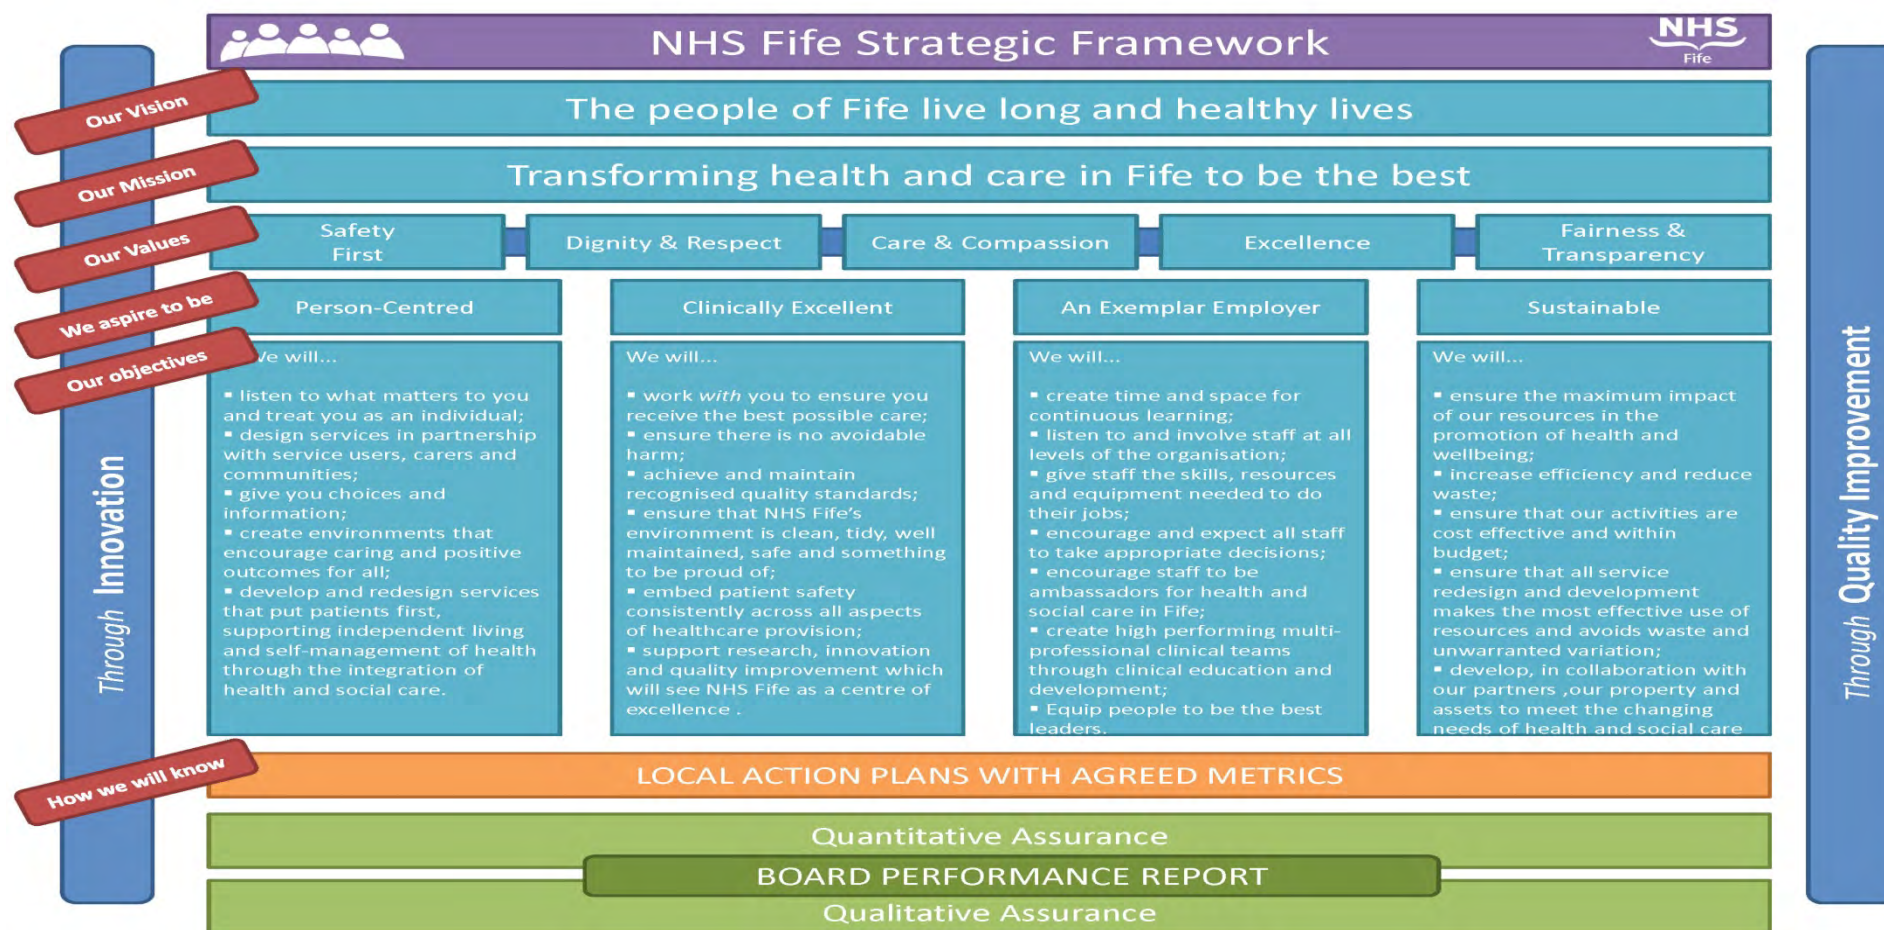 NHS Fife Strategic Framework
NHS
Fife
Our Vision
The people of Fife live long and healthy lives
Our Mission
Transforming health and care in Fife to be the best
Our Values
Safety
First
Dignity & Respect
Care & Compassion
Excellence
Fairness &
Transparency
We aspire to be
Person-Centred
Clinically Excellent
An Exemplar Employer
Sustainable
Our objectives
We will...
▪ listen to what matters to you
and treat you as an individual;
▪ design services in partnership
with service users, carers and
communities;
▪ give you choices and
information;
▪ create environments that
encourage caring and positive
outcomes for all;
▪ develop and redesign services
that put patients first,
supporting independent living
and self-management of health
through the integration of
health and social care.
We will...
▪ work with you to ensure you
receive the best possible care;
▪ ensure there is no avoidable
harm;
▪ achieve and maintain
recognised quality standards;
▪ ensure that NHS Fife's
environment is clean, tidy, well
maintained, safe and something
to be proud of;
▪ embed patient safety
consistently across all aspects
of healthcare provision;
▪ support research, innovation
and quality improvement which
will see NHS Fife as a centre of
excellence .
We will...
▪ create time and space for
continuous learning;
▪ listen to and involve staff at all
levels of the organisation;
▪ give staff the skills, resources
and equipment needed to do
their jobs;
▪ encourage and expect all staff
to take appropriate decisions;
▪ encourage staff to be
ambassadors for health and
social care in Fife;
▪ create high performing multi-
professional clinical teams
through clinical education and
development;
▪ Equip people to be the best
leaders.
We will...
▪ ensure the maximum impact
of our resources in the
promotion of health and
wellbeing;
▪ increase efficiency and reduce
waste;
▪ ensure that our activities are
cost effective and within
budget;
▪ ensure that all service
redesign and development
makes the most effective use of
resources and avoids waste and
unwarranted variation;
▪ develop, in collaboration with
our partners ,our property and
assets to meet the changing
needs of health and social care
How we will know
LOCAL ACTION PLANS WITH AGREED METRICS
Quantitative Assurance
BOARD PERFORMANCE REPORT
Qualitative Assurance
Through Innovation
Through Quality Improvement